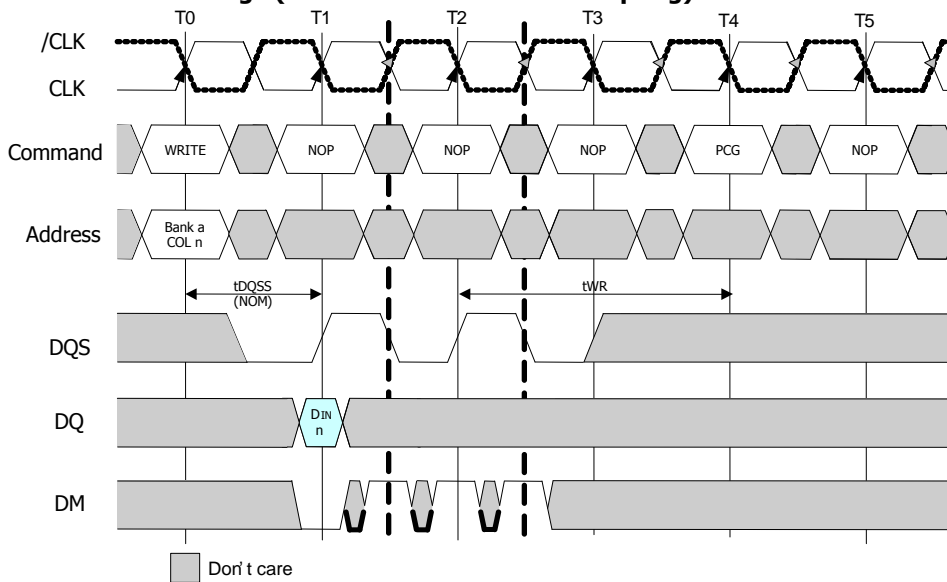 T0 T1 T2 T3 T4 T5
/CLK
CLK
Command WRITE NOP NOP NOP PCG NOP
Address Bank a
COL n
tDQSS
(NOM)
tWR
DQS
DQ DIN
n
DM
Don't care